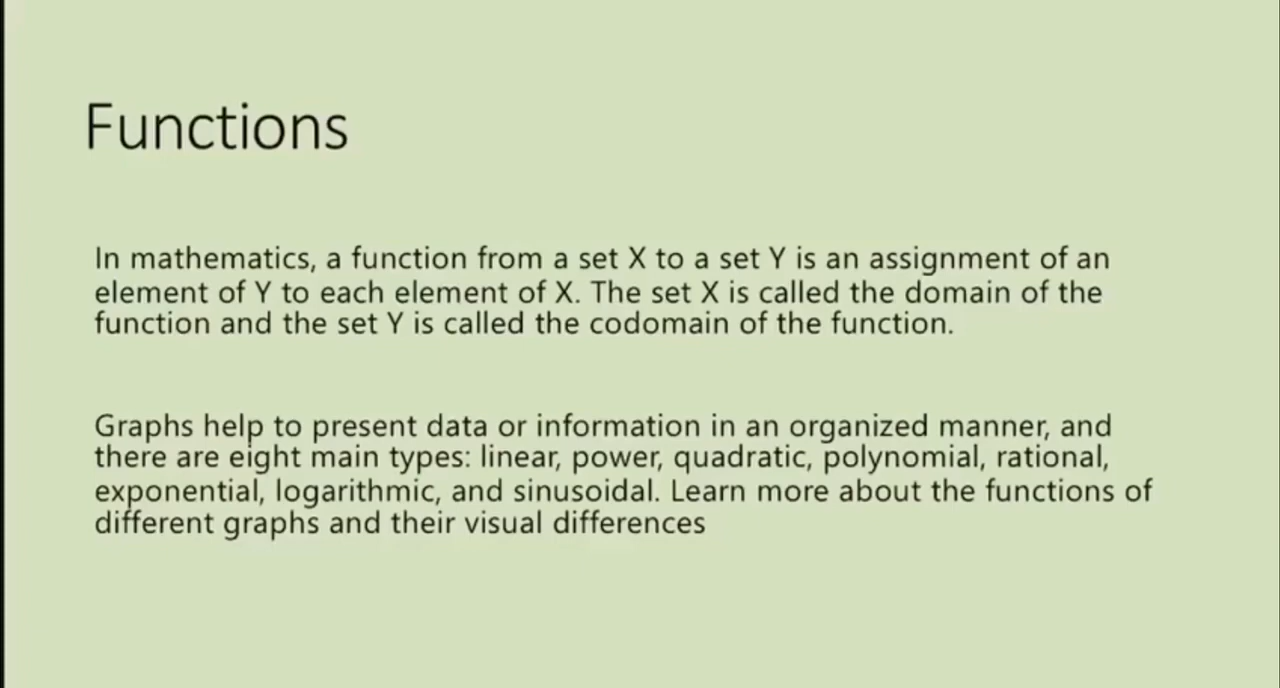 Functions
In mathematics, a function from a set X to a set Y is an assignment of an
element of Y to each element of X. The set X is called the domain of the
function and the set Y is called the codomain of the function.
Graphs help to present data or information in an organized manner, and
there are eight main types: linear, power, quadratic, polynomial, rational,
exponential, logarithmic, and sinusoidal. Learn more about the functions of
different graphs and their visual differences